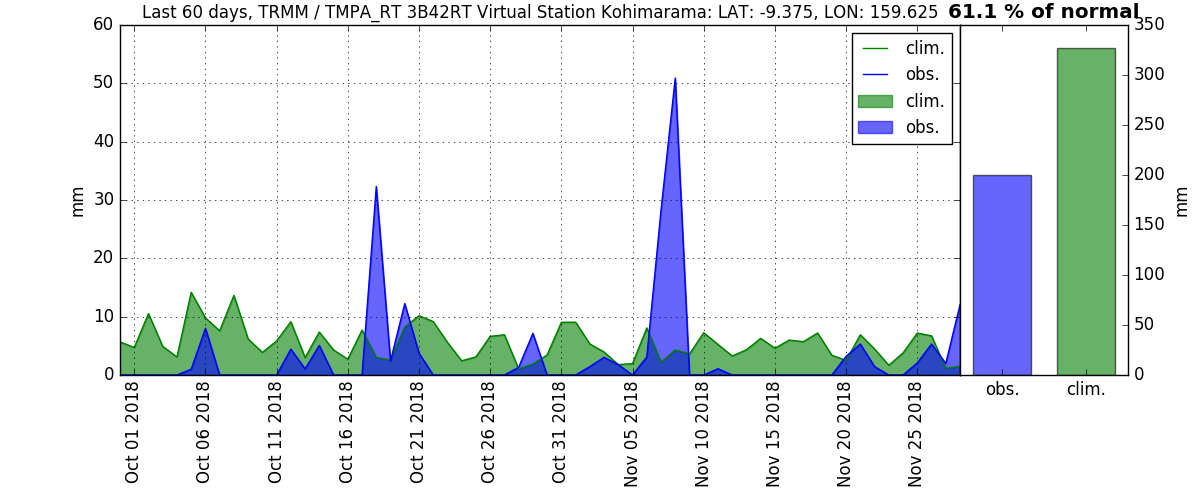 Last 60 days, TRMM / TMPA_RT 3B42RT Virtual Station Kohimarama: LAT: -9.375, LON: 159.625 61.1 % of normal
60
50
40
30
20
10
0
mm
clim.
obs.
clim.
obs.
350
300
250
200
150
100
50
0
mm
obs. clim.
Oct 01 2018
Oct 06 2018
Oct 11 2018
Oct 16 2018
Oct 21 2018
Oct 26 2018
Oct 31 2018
Nov 05 2018
Nov 10 2018
Nov 15 2018
Nov 20 2018
Nov 25 2018